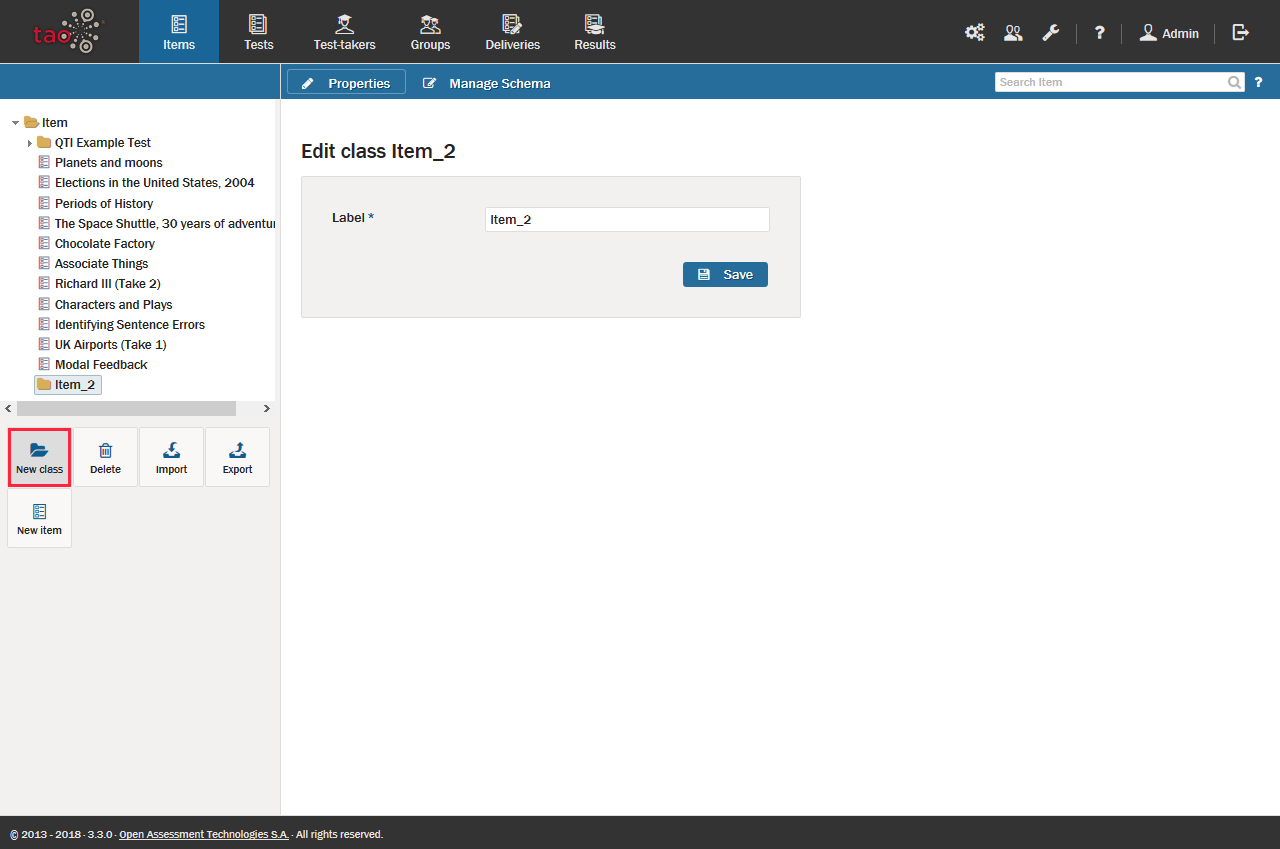 tao
Items
Tests
Test-takers
Groups
Deliveries
Results
?
Admin
Properties
Manage Schema
Search Item
?
Item
QTI Example Test
Planets and moons
Elections in the United States, 2004
Periods of History
The Space Shuttle, 30 years of adventu
Chocolate Factory
Associate Things
Richard III (Take 2)
Characters and Plays
Identifying Sentence Errors
UK Airports (Take 1)
Modal Feedback
Item_2
New class
Delete
Import
Export
New item
Edit class Item_2
Label *
Item_2
Save
© 2013 - 2018 · 3.3.0 · Open Assessment Technologies S.A. · All rights reserved.